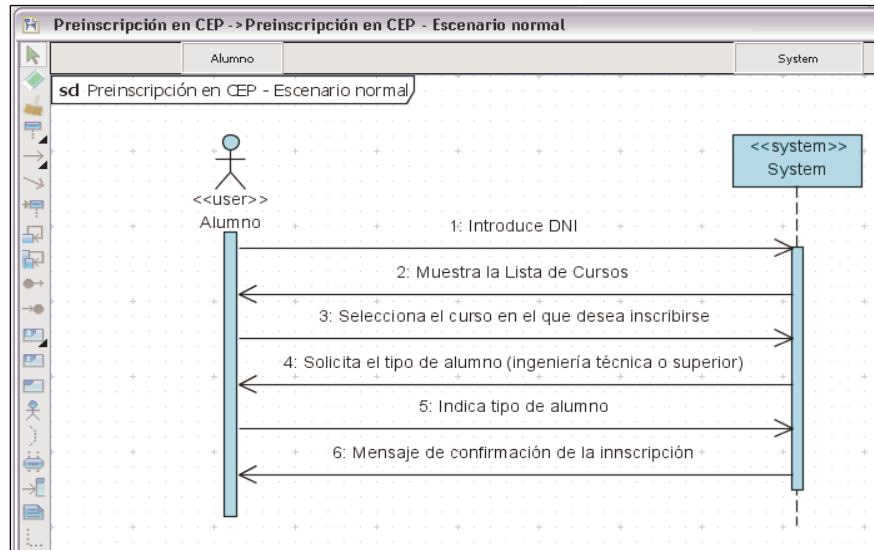 Preinscripción en CEP ->Preinscripción en CEP - Escenario normal
Alumno
System
sd Preinscripción en CEP - Escenario normal
<<system>>
System
<<user>>
Alumno
1: Introduce DNI
2: Muestra la Lista de Cursos
3: Selecciona el curso en el que desea inscribirse
4: Solicita el tipo de alumno (ingeniería técnica o superior)
5: Indica tipo de alumno
6: Mensaje de confirmación de la innscripción